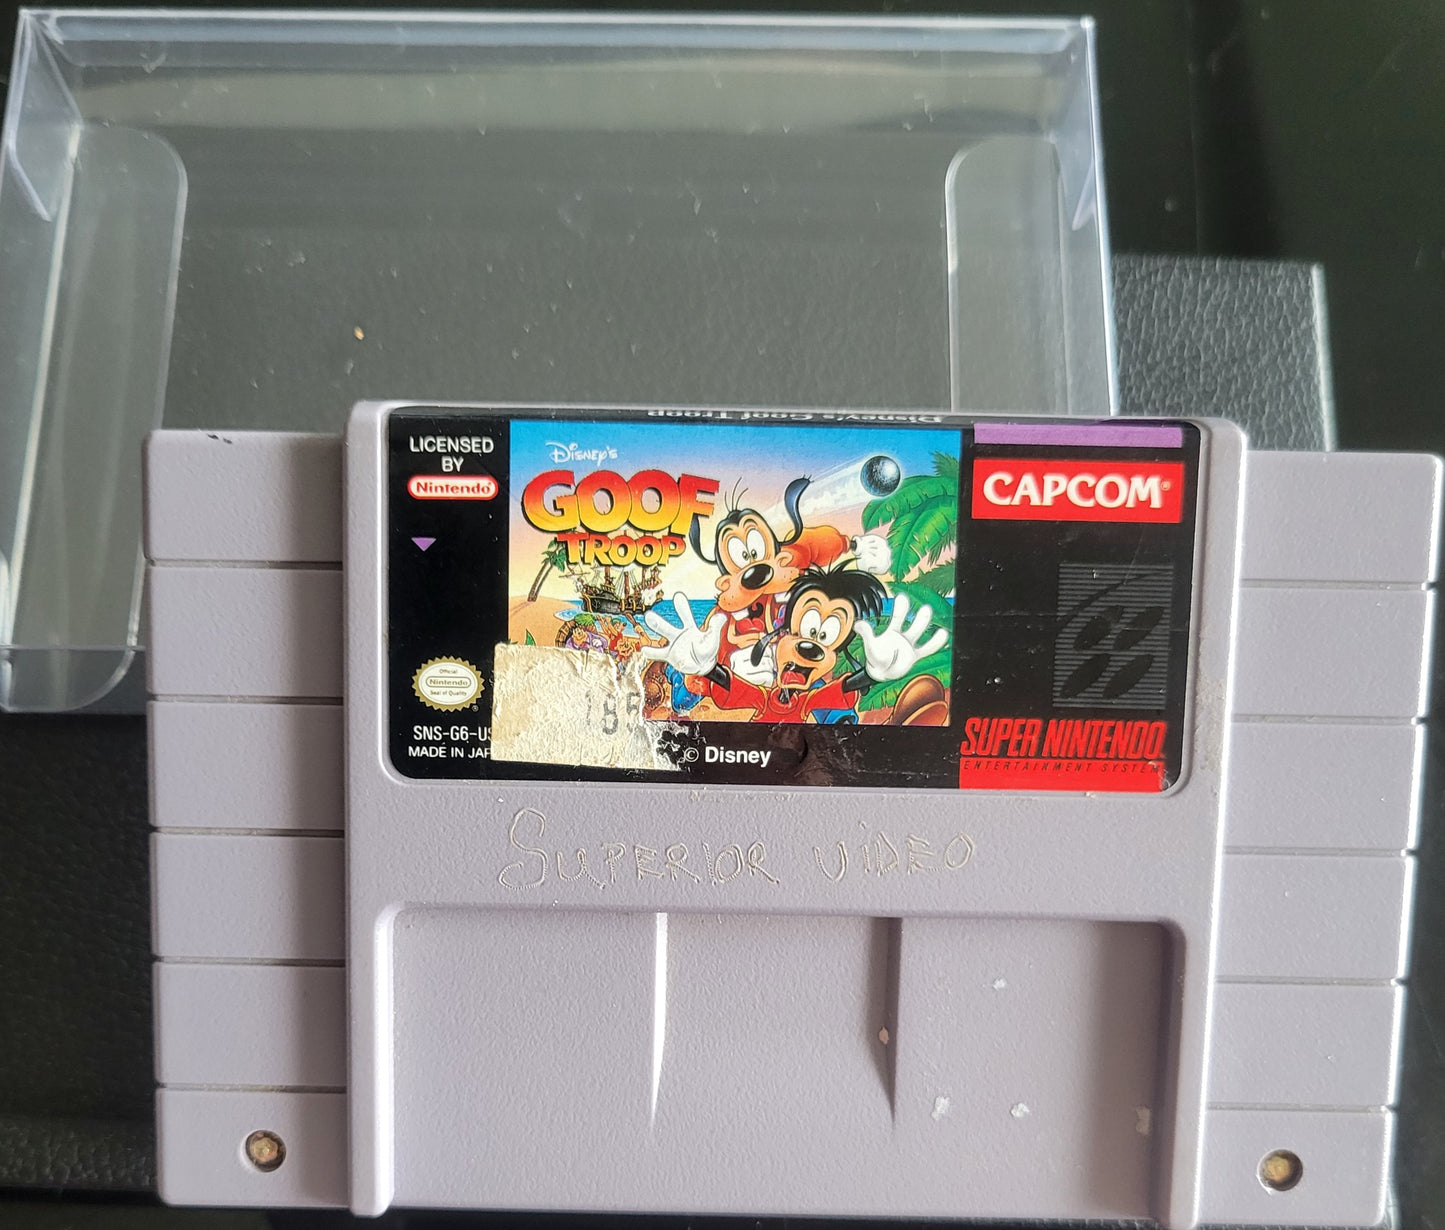 Disney's Goof Troop
LICENSED
BY
Nintendo
Disney's
GOOF
TROOP
CAPCOM®
Official
Nintendo
Seal of Quality
SNS-G6-US
MADE IN JAP
© Disney
SUPER NINTENDO
ENTERTAINMENT SYSTEM
SUPERIOR VIDEO